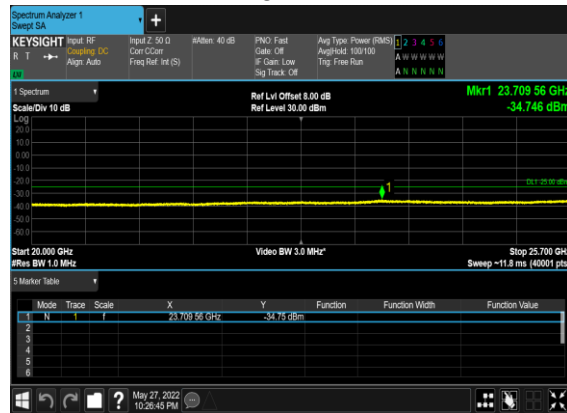 Spectrum Analyzer 1
Swept SA
+
KEYSIGHT Input: RF Input Z: 50 Ω #Atten: 40 dB PNO: Fast Avg Type: Power (RMS) 1 2 3 4 5 6
R T Coupling: DC Corr CCorr Gate: Off Avg|Hold: 100/100 A W W W W W
Align: Auto Freq Ref: Int (S) IF Gain: Low Trig: Free Run
Sig Track: Off A N N N N N
1 Spectrum Ref Lvl Offset 8.00 dB Mkr1 23.709 56 GHz
Scale/Div 10 dB Ref Level 30.00 dBm -34.746 dBm
Log
20.0
10.0
0.00
-10.0
-20.0 1 DL1 -25.00 dBm
-30.0
-40.0
-50.0
-60.0
Start 20.000 GHz Video BW 3.0 MHz* Stop 25.700 GHz
#Res BW 1.0 MHz Sweep ~11.8 ms (40001 pts)
5 Marker Table
Mode Trace Scale X Y Function Function Width Function Value
1 N 1 f 23.709 56 GHz -34.75 dBm
2
3
4
5
6
? May 27, 2022
10:26:45 PM